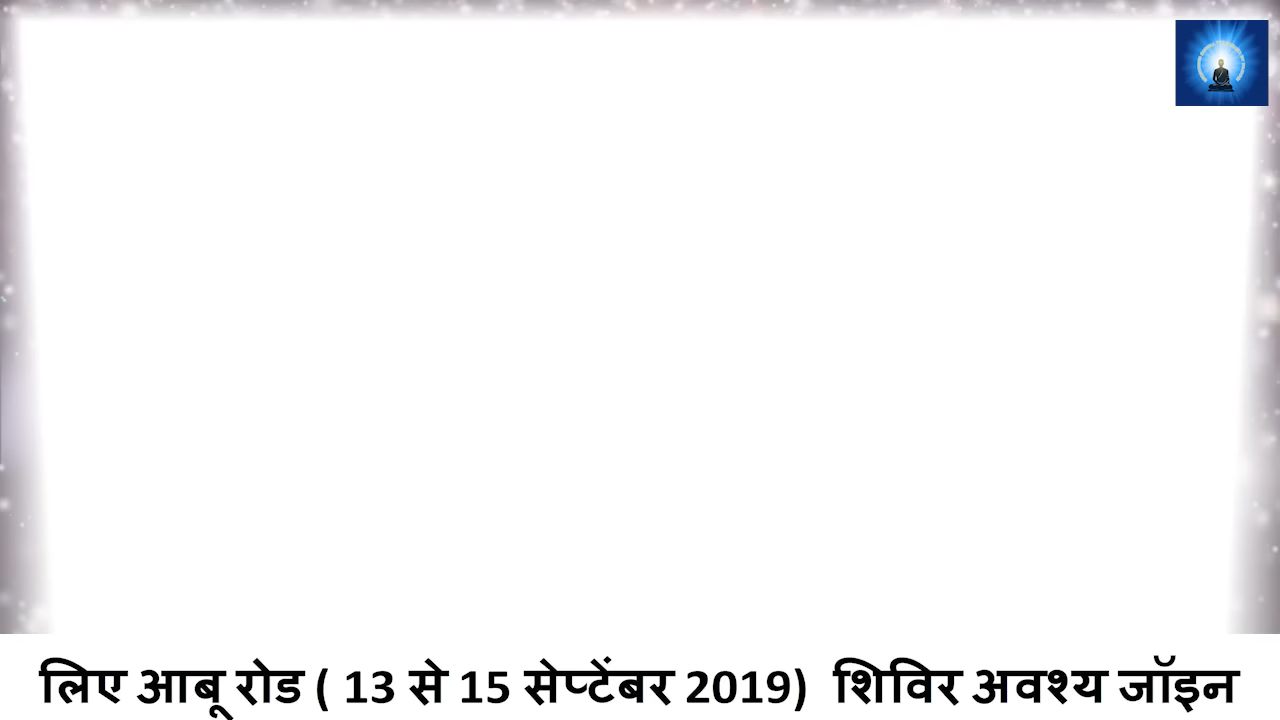 लिए आबू रोड ( 13 से 15 सेप्टेंबर 2019) शिविर अवश्य जॉइन